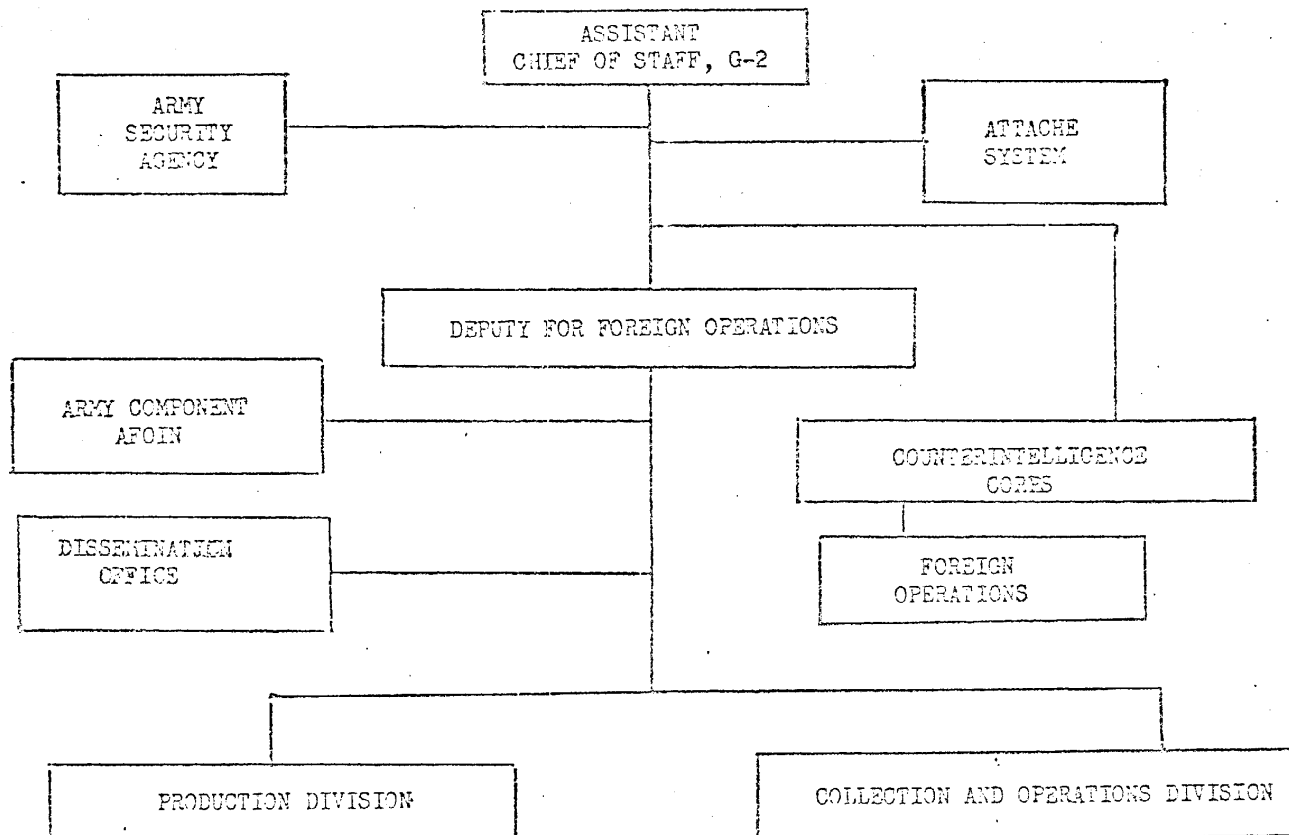 ASSISTANT
CHIEF OF STAFF, G-2
ARMY
SECURITY
AGENCY
ATTACHE
SYSTEM
DEPUTY FOR FOREIGN OPERATIONS
ARMY COMPONENT
AFOIN
COUNTERINTELLIGENCE
CORPS
DISSEMINATION
OFFICE
FOREIGN
OPERATIONS
PRODUCTION DIVISION
COLLECTION AND OPERATIONS DIVISION